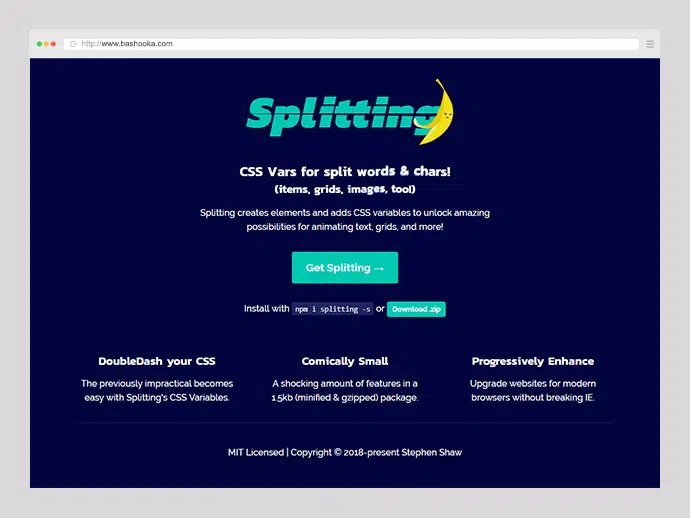 http://www.bashooka.com
Splitting
CSS Vars for split words & chars!
(items, grids, images, too!)
Splitting creates elements and adds CSS variables to unlock amazing
possibilities for animating text, grids, and more!
Get Splitting →
Install with npm i splitting -s or Download .zip
DoubleDash your CSS
The previously impractical becomes
easy with Splitting's CSS Variables.
Comically Small
A shocking amount of features in a
1.5kb (minified & gzipped) package.
Progressively Enhance
Upgrade websites for modern
browsers without breaking IE.
MIT Licensed | Copyright © 2018-present Stephen Shaw